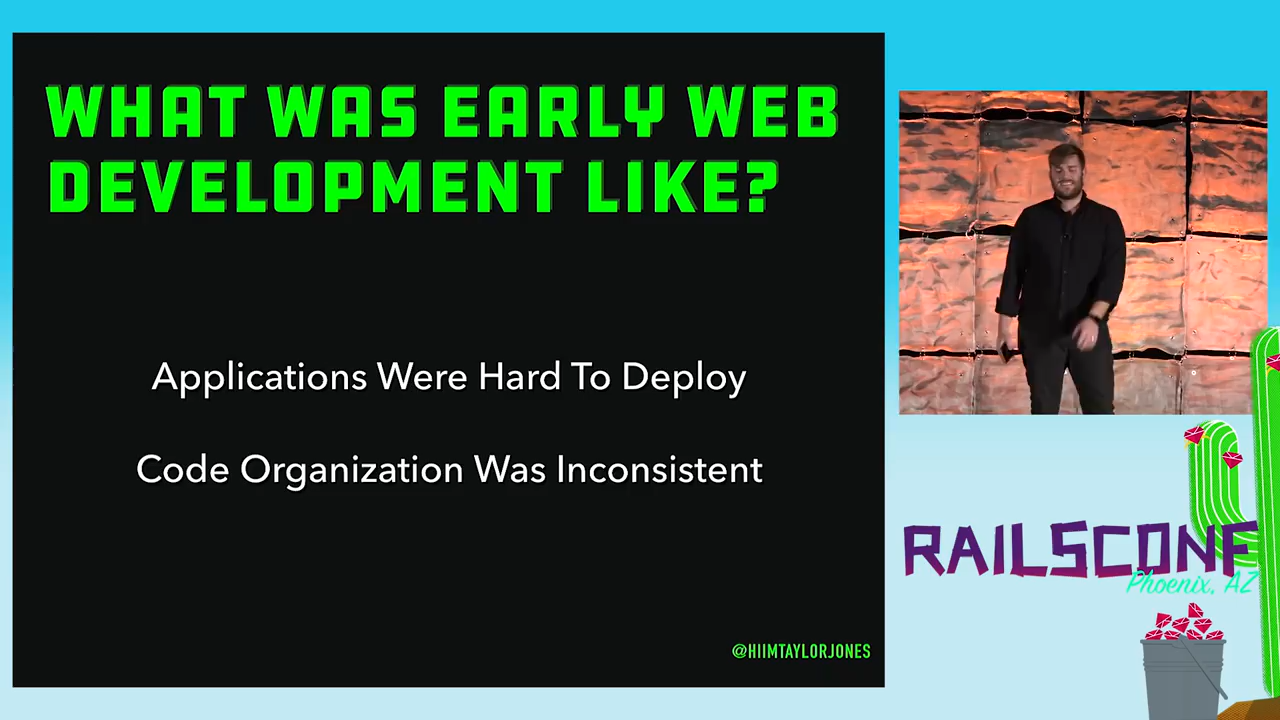 WHAT WAS EARLY WEB
DEVELOPMENT LIKE?
Applications Were Hard To Deploy
Code Organization Was Inconsistent
@HIIMTAYLORJONES
RAILSCONF
Phoenix, AZ